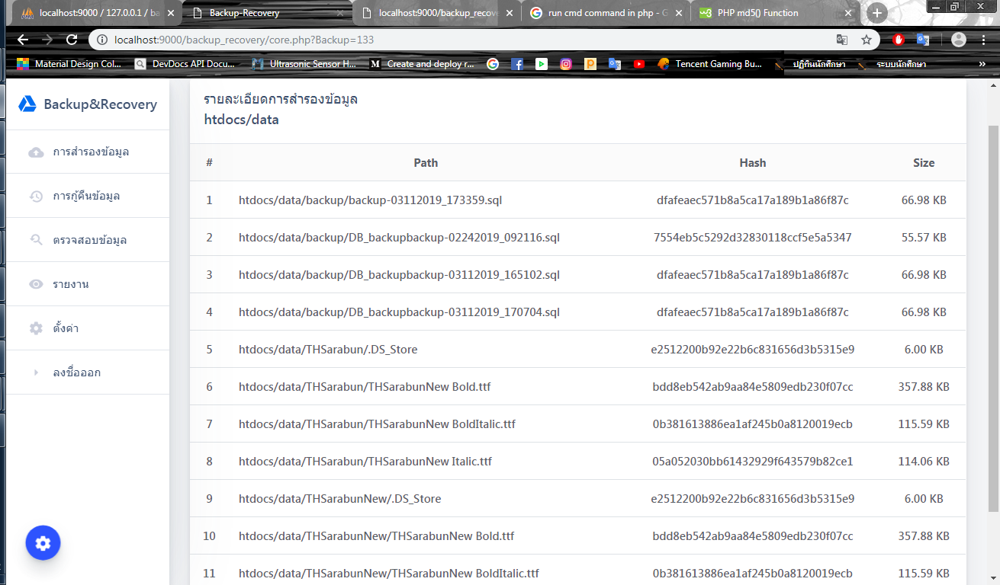 localhost:9000 / 127.0.0.1 / ba
Backup-Recovery
localhost:9000/backup_recove
run cmd command in php - G
PHP md5() Function
localhost:9000/backup_recovery/core.php?Backup=133
Material Design Col...
DevDocs API Docu...
Ultrasonic Sensor H...
Create and deploy r...
Tencent Gaming Bu...
ปฏิทินนักศึกษา
ระบบนักศึกษา
»
Backup&Recovery
การสำรองข้อมูล
การกู้คืนข้อมูล
ตรวจสอบข้อมูล
รายงาน
ตั้งค่า
ลงชื่อออก
รายละเอียดการสำรองข้อมูล
htdocs/data
# Path Hash Size
1 htdocs/data/backup/backup-03112019_173359.sql dfafeaec571b8a5ca17a189b1a86f87c 66.98 KB
2 htdocs/data/backup/DB_backupbackup-02242019_092116.sql 7554eb5c5292d32830118ccf5e5a5347 55.57 KB
3 htdocs/data/backup/DB_backupbackup-03112019_165102.sql dfafeaec571b8a5ca17a189b1a86f87c 66.98 KB
4 htdocs/data/backup/DB_backupbackup-03112019_170704.sql dfafeaec571b8a5ca17a189b1a86f87c 66.98 KB
5 htdocs/data/THSarabun/.DS_Store e2512200b92e22b6c831656d3b5315e9 6.00 KB
6 htdocs/data/THSarabun/THSarabunNew Bold.ttf bdd8eb542ab9aa84e5809edb230f07cc 357.88 KB
7 htdocs/data/THSarabun/THSarabunNew BoldItalic.ttf 0b381613886ea1af245b0a8120019ecb 115.59 KB
8 htdocs/data/THSarabun/THSarabunNew Italic.ttf 05a052030bb61432929f643579b82ce1 114.06 KB
9 htdocs/data/THSarabunNew/.DS_Store e2512200b92e22b6c831656d3b5315e9 6.00 KB
10 htdocs/data/THSarabunNew/THSarabunNew Bold.ttf bdd8eb542ab9aa84e5809edb230f07cc 357.88 KB
11 htdocs/data/THSarabunNew/THSarabunNew BoldItalic.ttf 0b381613886ea1af245b0a8120019ecb 115.59 KB